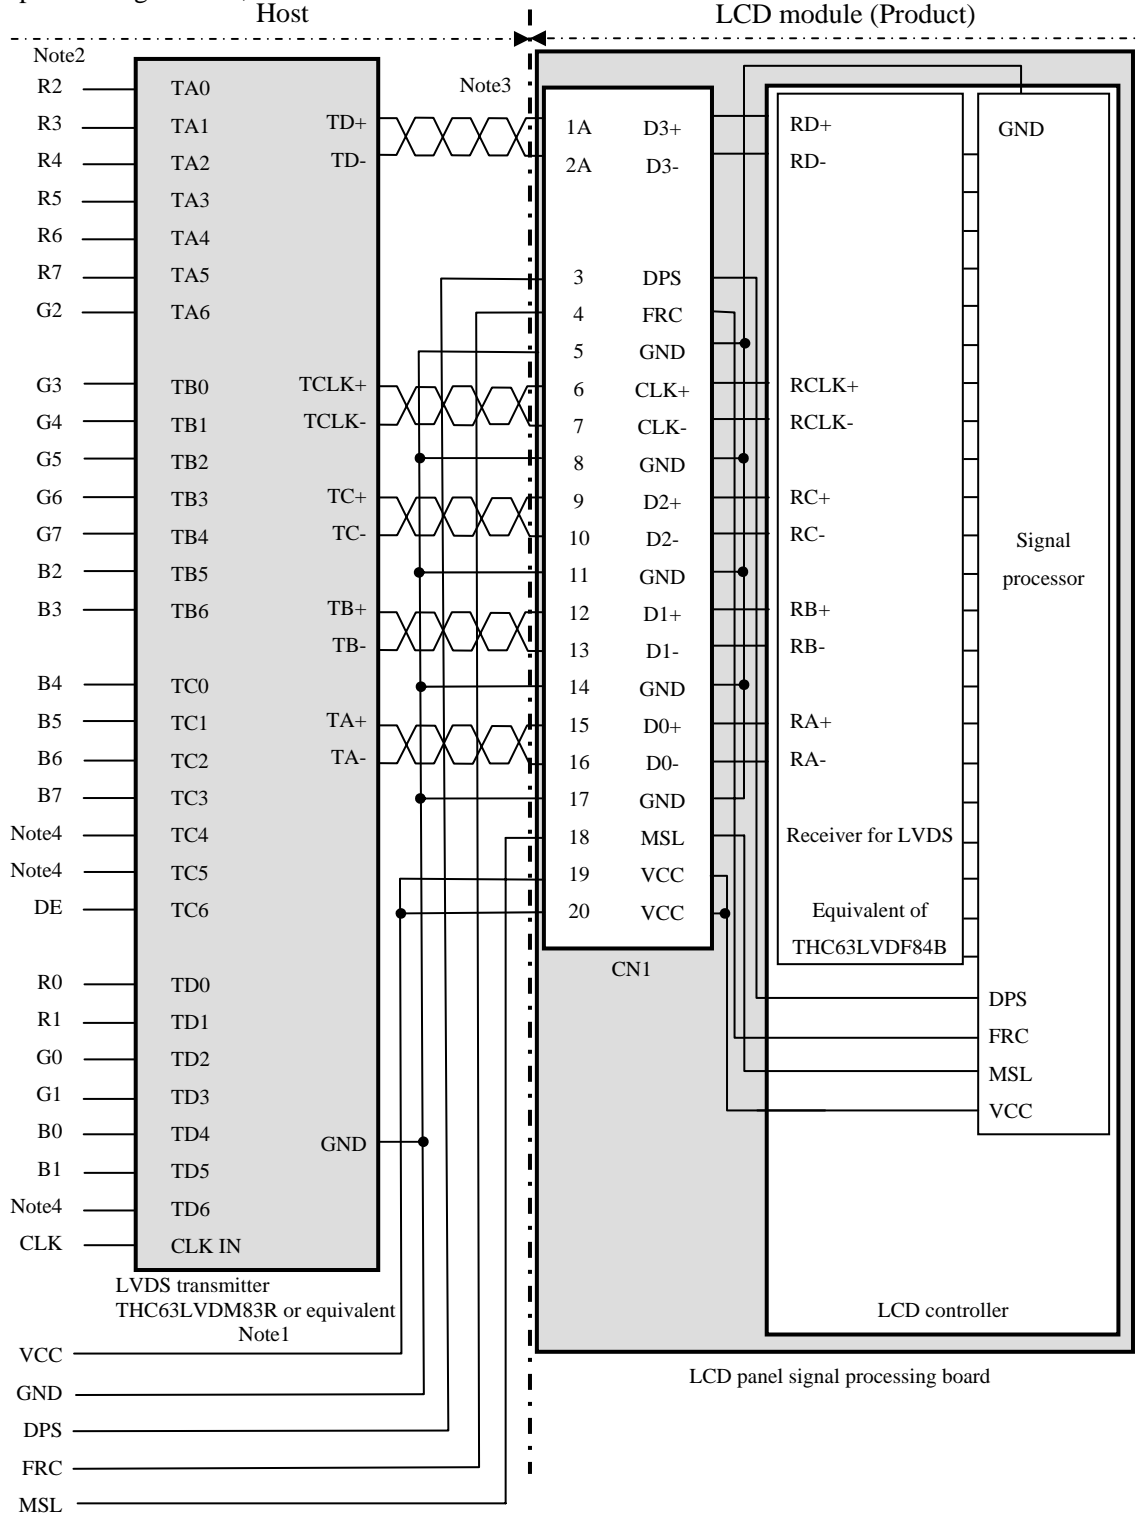 Host
LCD module (Product)
Note2
Note3
R2
R3
R4
R5
R6
R7
G2
G3
G4
G5
G6
G7
B2
B3
B4
B5
B6
B7
Note4
Note4
DE
R0
R1
G0
G1
B0
B1
Note4
CLK
TA0
TA1
TA2
TA3
TA4
TA5
TA6
TB0
TB1
TB2
TB3
TB4
TB5
TB6
TC0
TC1
TC2
TC3
TC4
TC5
TC6
TD0
TD1
TD2
TD3
TD4
TD5
TD6
CLK IN
TD+
TD-
TCLK+
TCLK-
TC+
TC-
TB+
TB-
TA+
TA-
GND
LVDS transmitter
THC63LVDM83R or equivalent
Note1
VCC
GND
DPS
FRC
MSL
1A D3+
2A D3-
3 DPS
4 FRC
5 GND
6 CLK+
7 CLK-
8 GND
9 D2+
10 D2-
11 GND
12 D1+
13 D1-
14 GND
15 D0+
16 D0-
17 GND
18 MSL
19 VCC
20 VCC
CN1
RD+
RD-
RCLK+
RCLK-
RC+
RC-
RB+
RB-
RA+
RA-
Receiver for LVDS
Equivalent of
THC63LVDF84B
GND
Signal
processor
DPS
FRC
MSL
VCC
LCD controller
LCD panel signal processing board